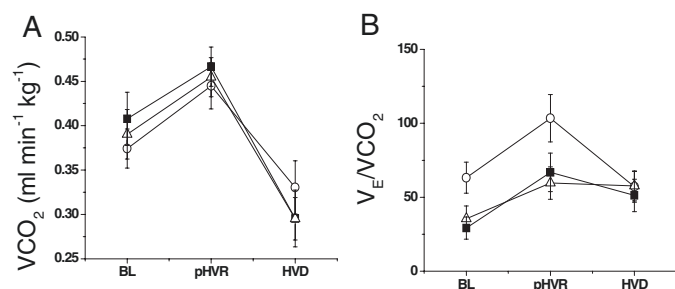 A
VCO₂ (ml min⁻¹ kg⁻¹)
0.50
0.45
0.40
0.35
0.30
0.25
BL pHVR HVD
B
V_E/VCO₂
150
100
50
0
BL pHVR HVD